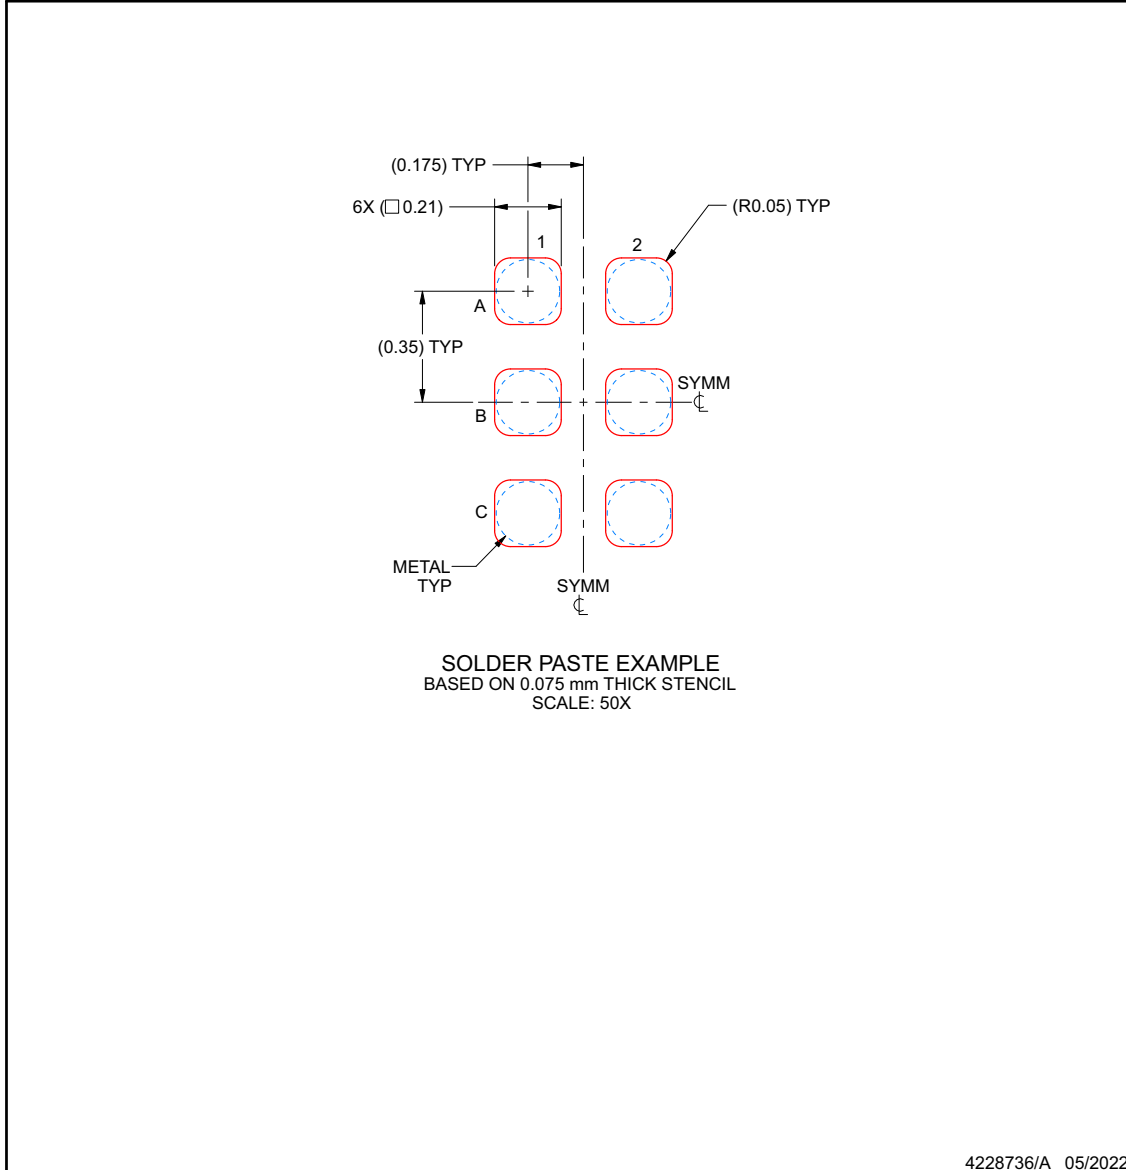 (0.175) TYP
6X (□ 0.21)
(R0.05) TYP
1
2
A
(0.35) TYP
SYMM
℄
B
C
METAL
TYP
SYMM
℄
SOLDER PASTE EXAMPLE
BASED ON 0.075 mm THICK STENCIL
SCALE: 50X
4228736/A 05/2022